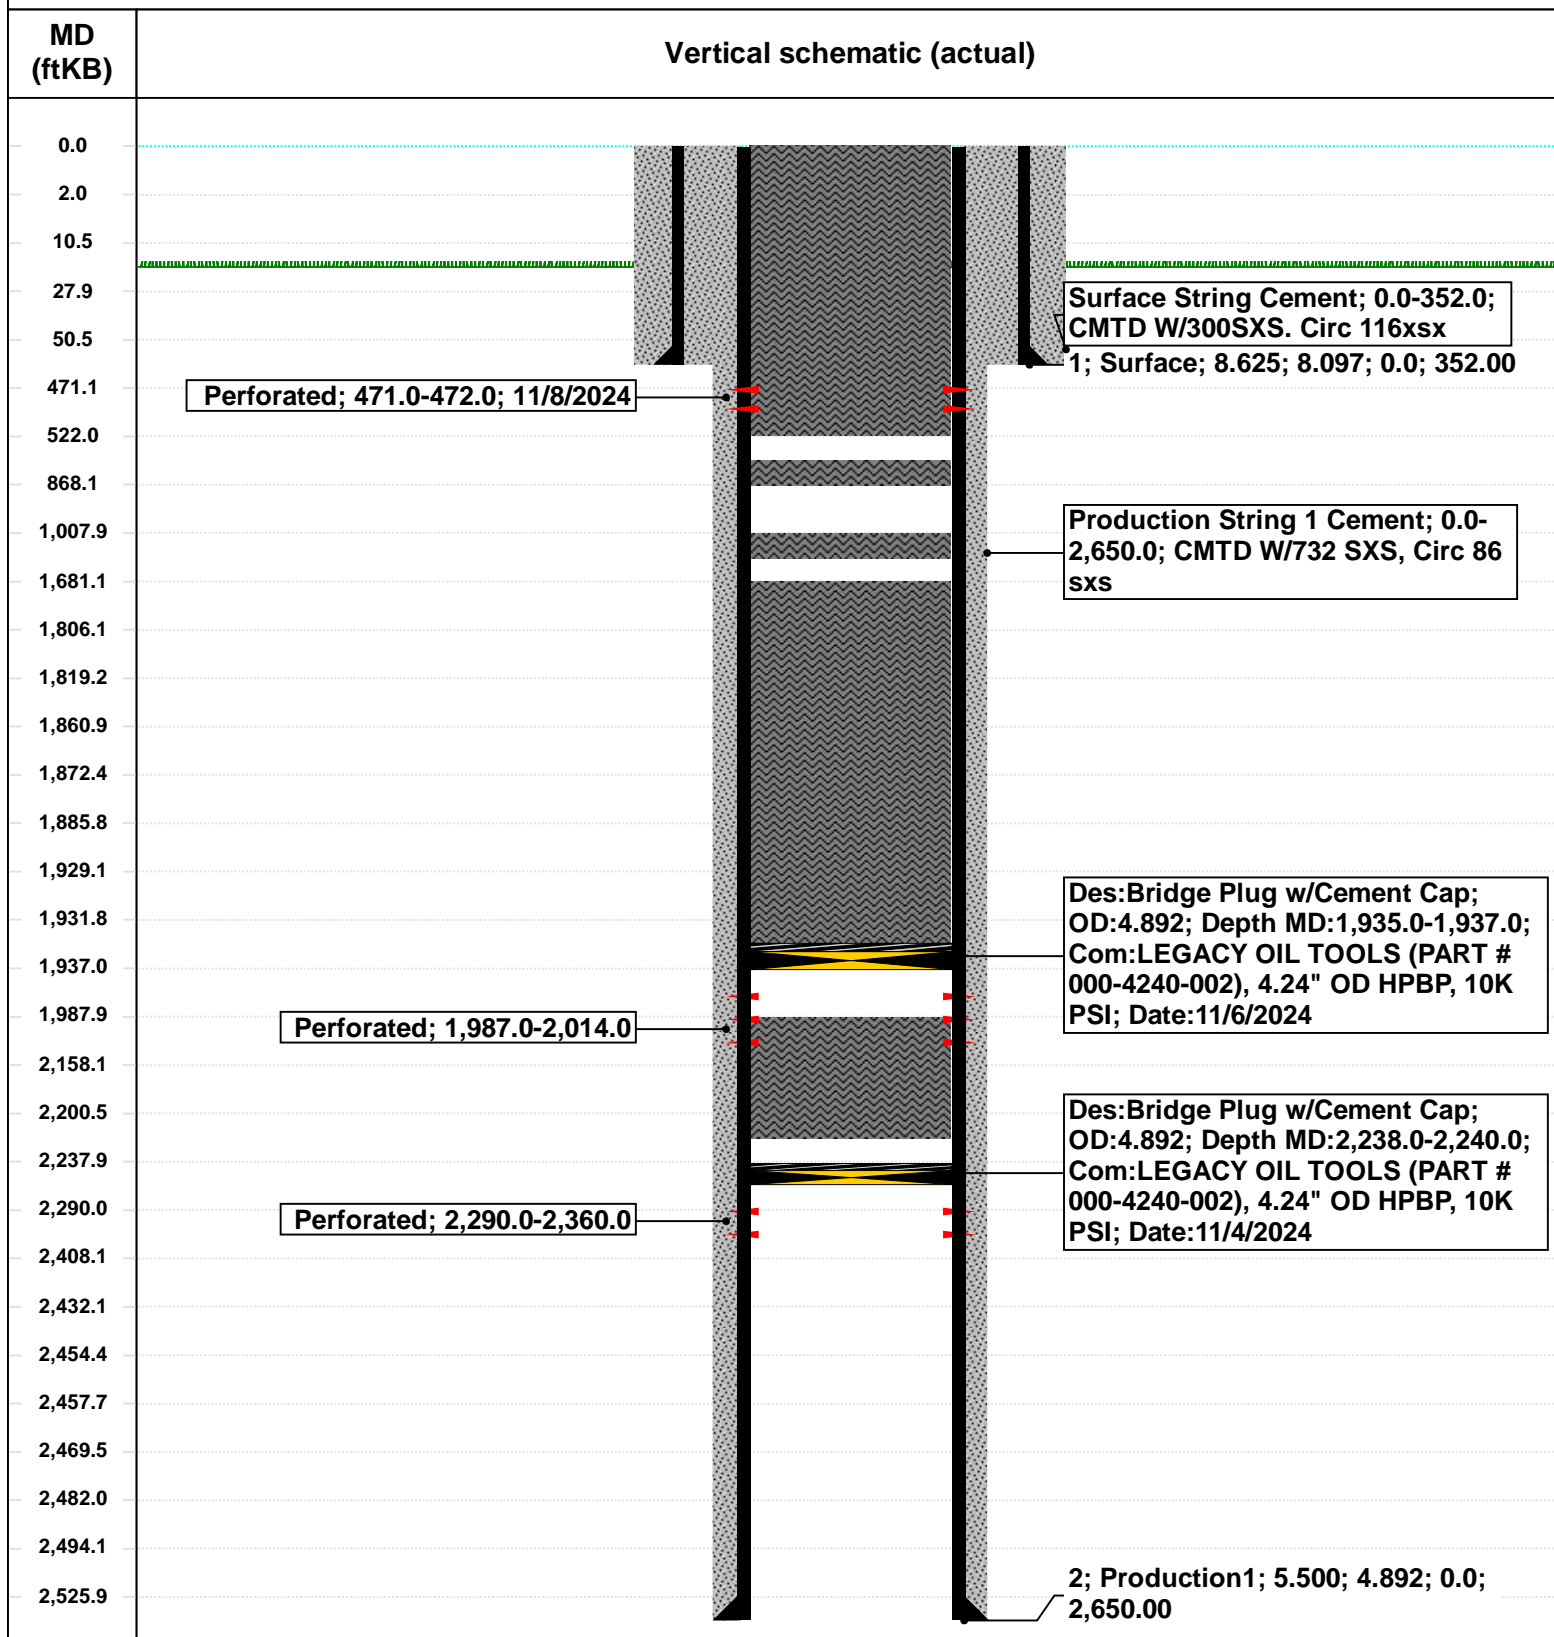 MD
(ftKB)
Vertical schematic (actual)
0.0
2.0
10.5
27.9
Surface String Cement; 0.0-352.0;
CMTD W/300SXS. Circ 116xsx
50.5
1; Surface; 8.625; 8.097; 0.0; 352.00
471.1
Perforated; 471.0-472.0; 11/8/2024
522.0
868.1
1,007.9
Production String 1 Cement; 0.0-
2,650.0; CMTD W/732 SXS, Circ 86
sxs
1,681.1
1,806.1
1,819.2
1,860.9
1,872.4
1,885.8
1,929.1
1,931.8
Des:Bridge Plug w/Cement Cap;
OD:4.892; Depth MD:1,935.0-1,937.0;
Com:LEGACY OIL TOOLS (PART #
000-4240-002), 4.24" OD HPBP, 10K
PSI; Date:11/6/2024
1,937.0
1,987.9
Perforated; 1,987.0-2,014.0
2,158.1
2,200.5
Des:Bridge Plug w/Cement Cap;
OD:4.892; Depth MD:2,238.0-2,240.0;
Com:LEGACY OIL TOOLS (PART #
000-4240-002), 4.24" OD HPBP, 10K
PSI; Date:11/4/2024
2,237.9
2,290.0
Perforated; 2,290.0-2,360.0
2,408.1
2,432.1
2,454.4
2,457.7
2,469.5
2,482.0
2,494.1
2,525.9
2; Production1; 5.500; 4.892; 0.0;
2,650.00